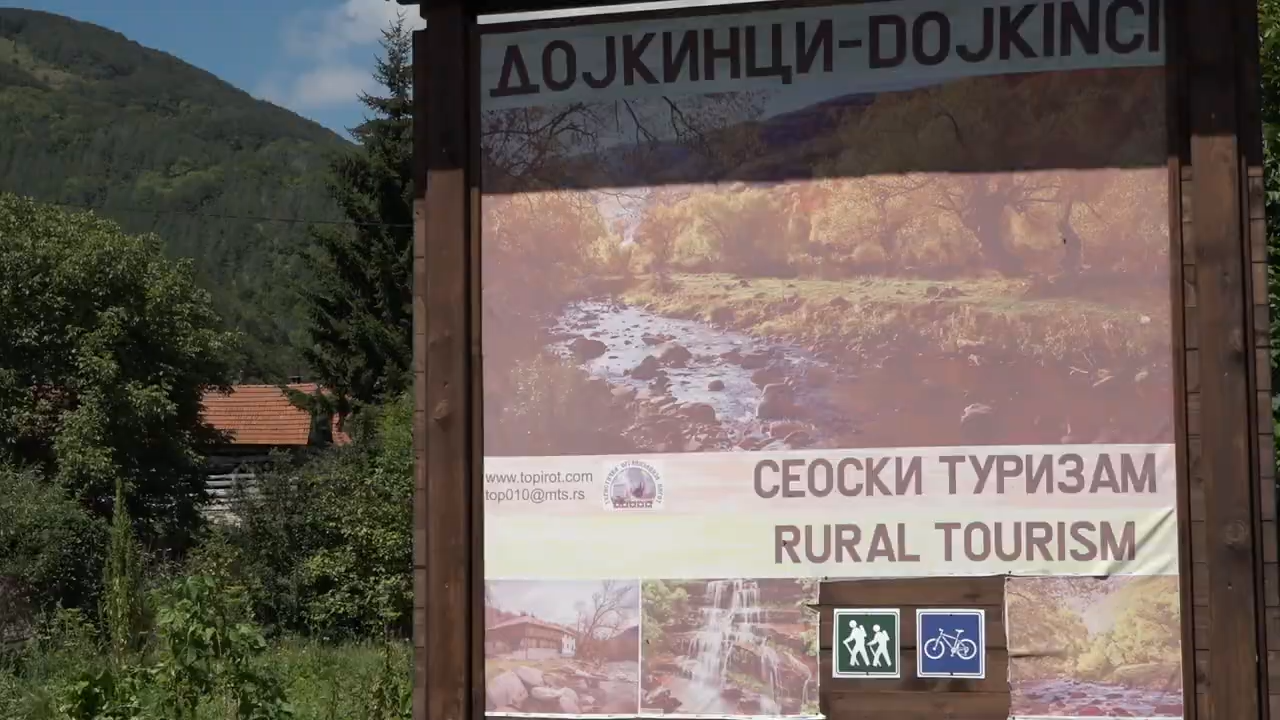 ДОЈКИНЦИ-DOJKINCI
www.topirot.com
top010@mts.rs
СЕОСКИ ТУРИЗАМ
RURAL TOURISM